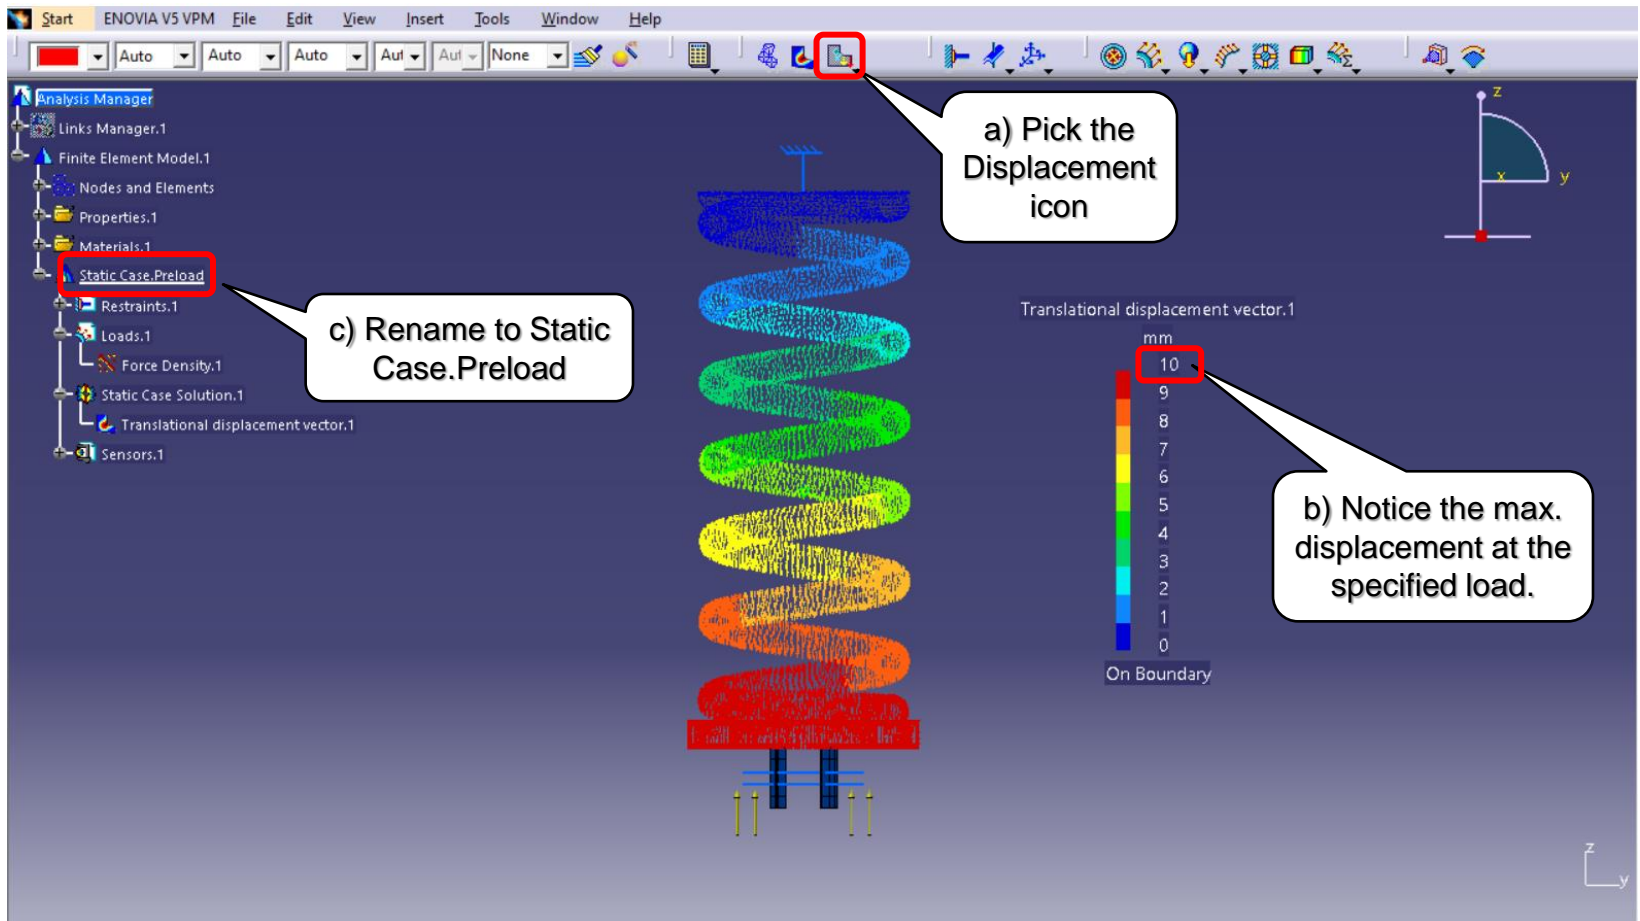 Start ENOVIA V5 VPM File Edit View Insert Tools Window Help
Auto Auto Auto Aut Aut None
Analysis Manager
Links Manager.1
Finite Element Model.1
Nodes and Elements
Properties.1
Materials.1
Static Case.Preload
Restraints.1
Loads.1
Force Density.1
Static Case Solution.1
Translational displacement vector.1
Sensors.1
a) Pick the
Displacement
icon
c) Rename to Static
Case.Preload
z
x
y
Translational displacement vector.1
mm
10
9
8
7
6
5
4
3
2
1
0
On Boundary
b) Notice the max.
displacement at the
specified load.
z
y